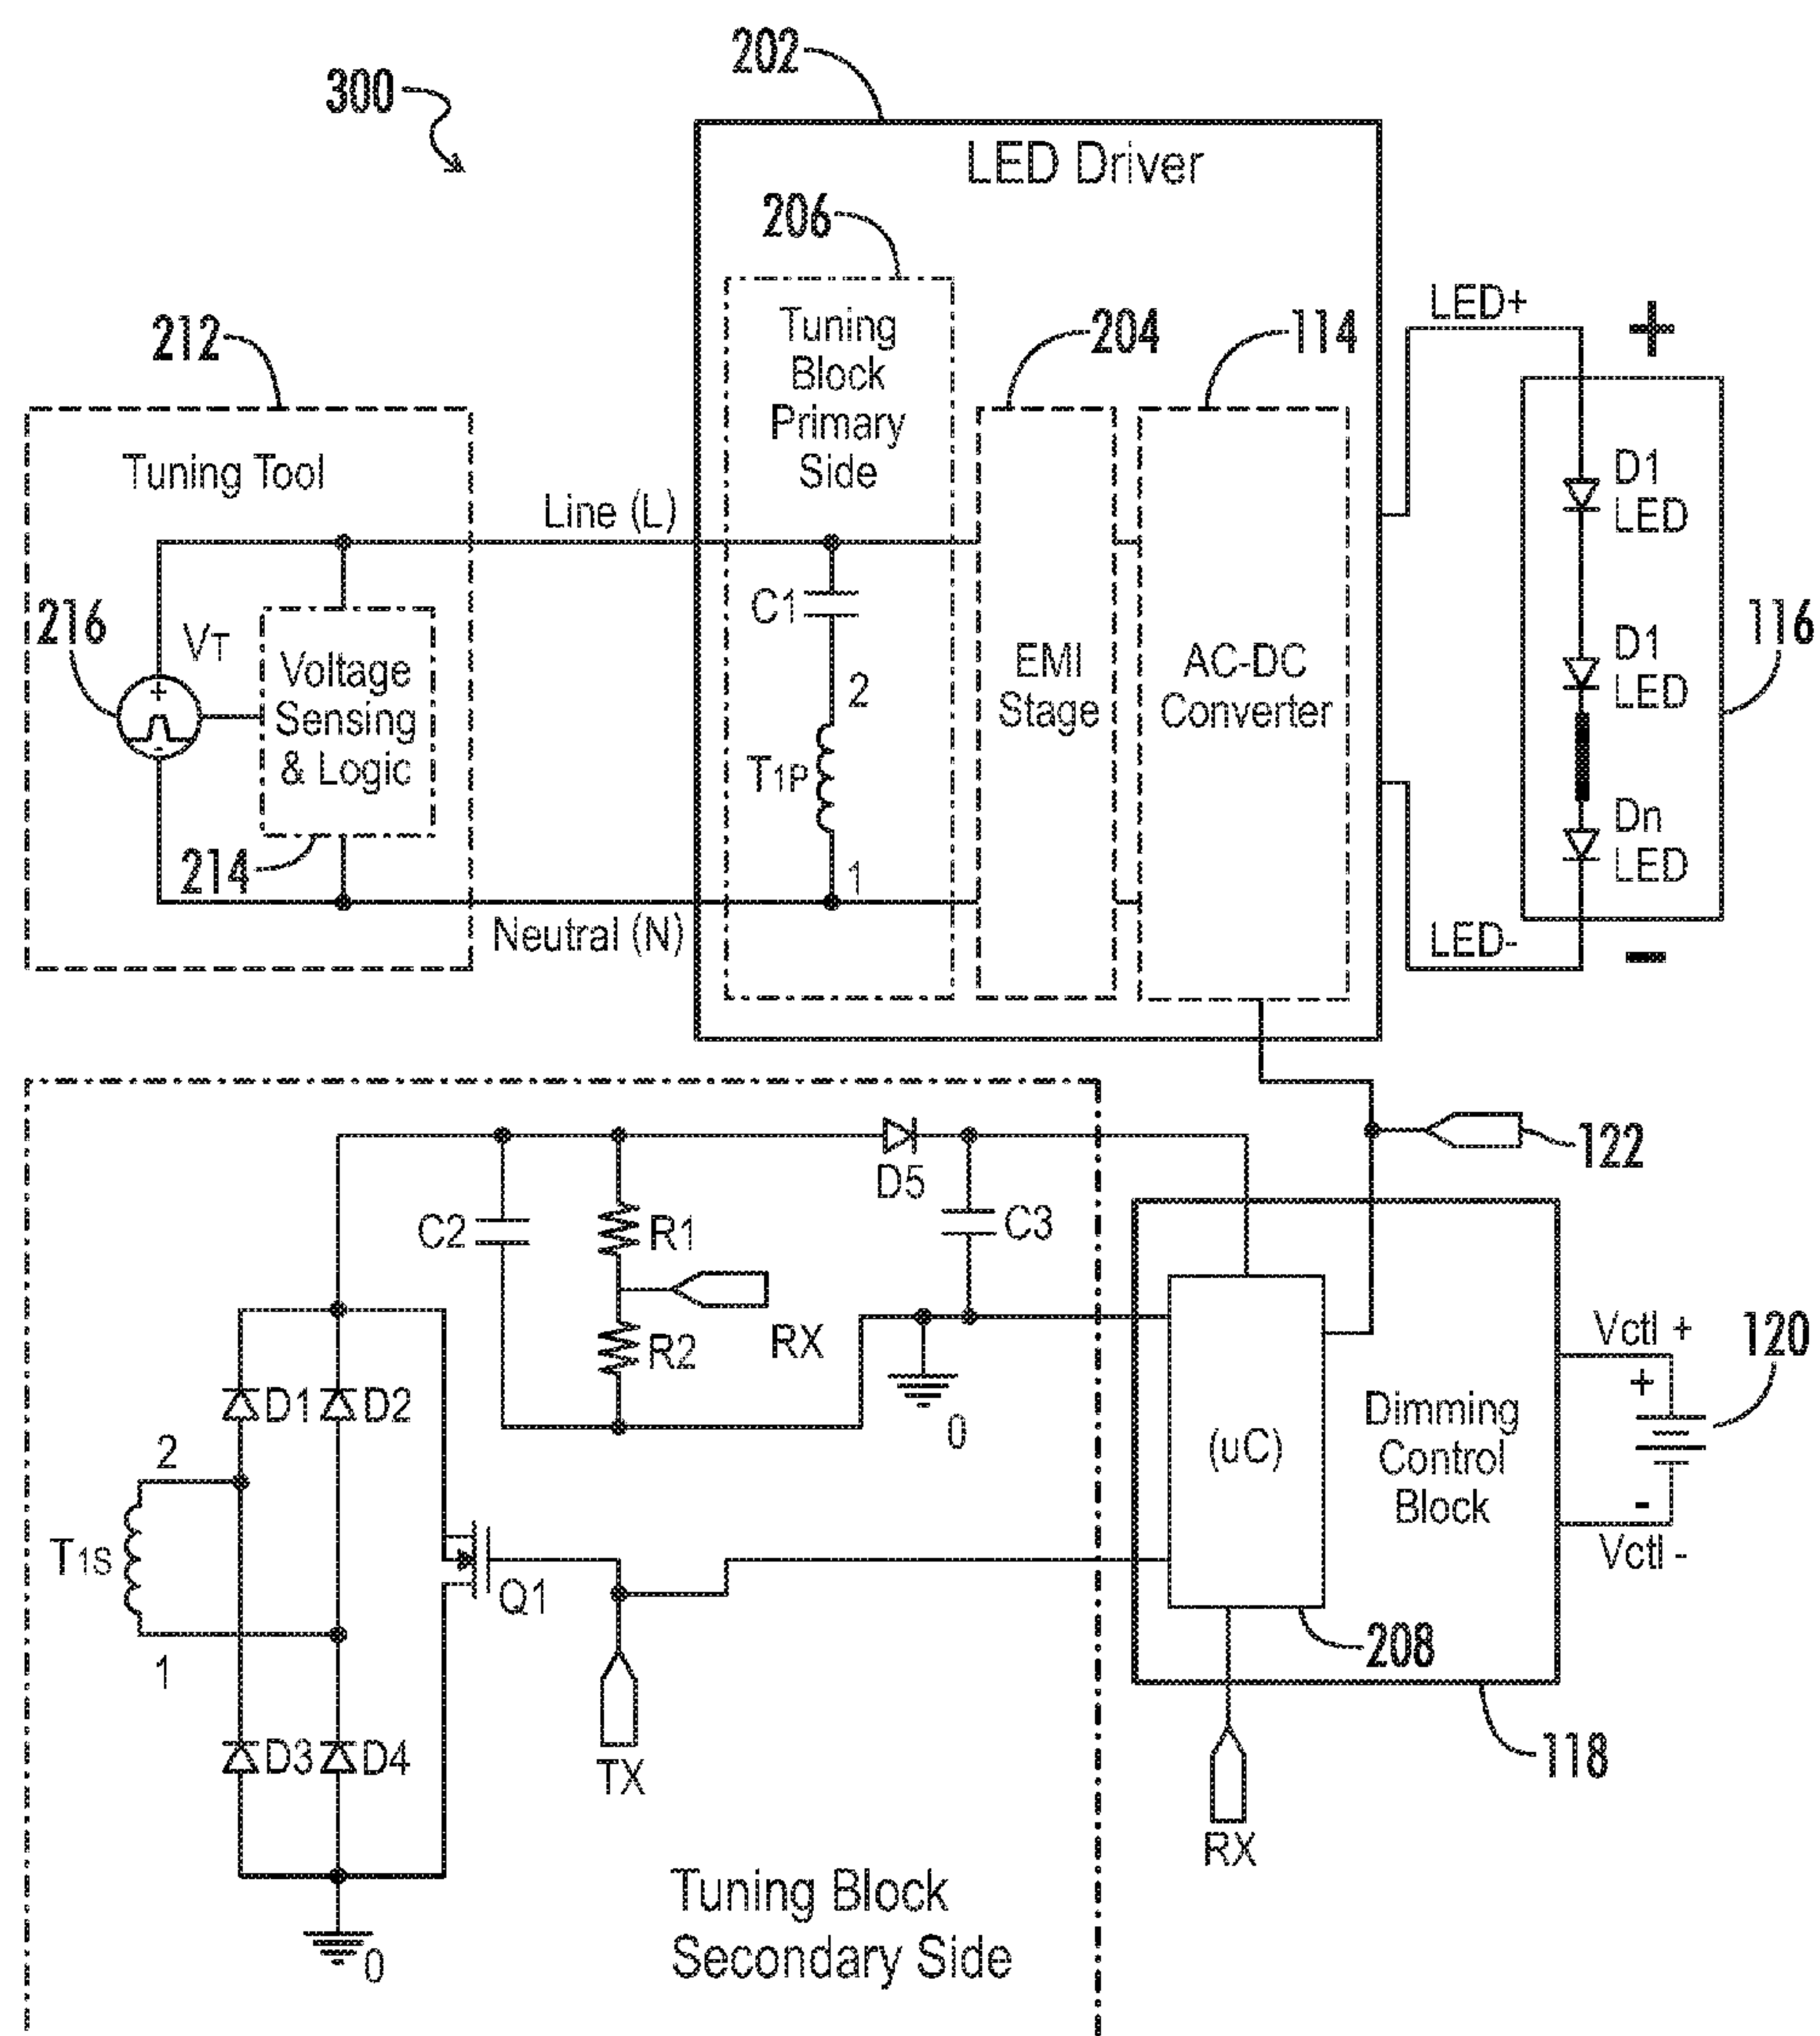 300
202
LED Driver
206
Tuning
Block
Primary
Side
204
114
LED+
+
212
Tuning Tool
Line (L)
D1
LED
216
VT
+
-
Voltage
Sensing
& Logic
C1
2
T1P
1
EMI
Stage
AC-DC
Converter
D1
LED
116
Dn
LED
214
Neutral (N)
LED-
-
122
D5
C2
R1
C3
RX
R2
0
D1
D2
2
T1S
1
Q1
(uC)
Dimming
Control
Block
Vctl +
+
120
-
Vctl -
208
D3
D4
TX
RX
118
0
Tuning Block
Secondary Side